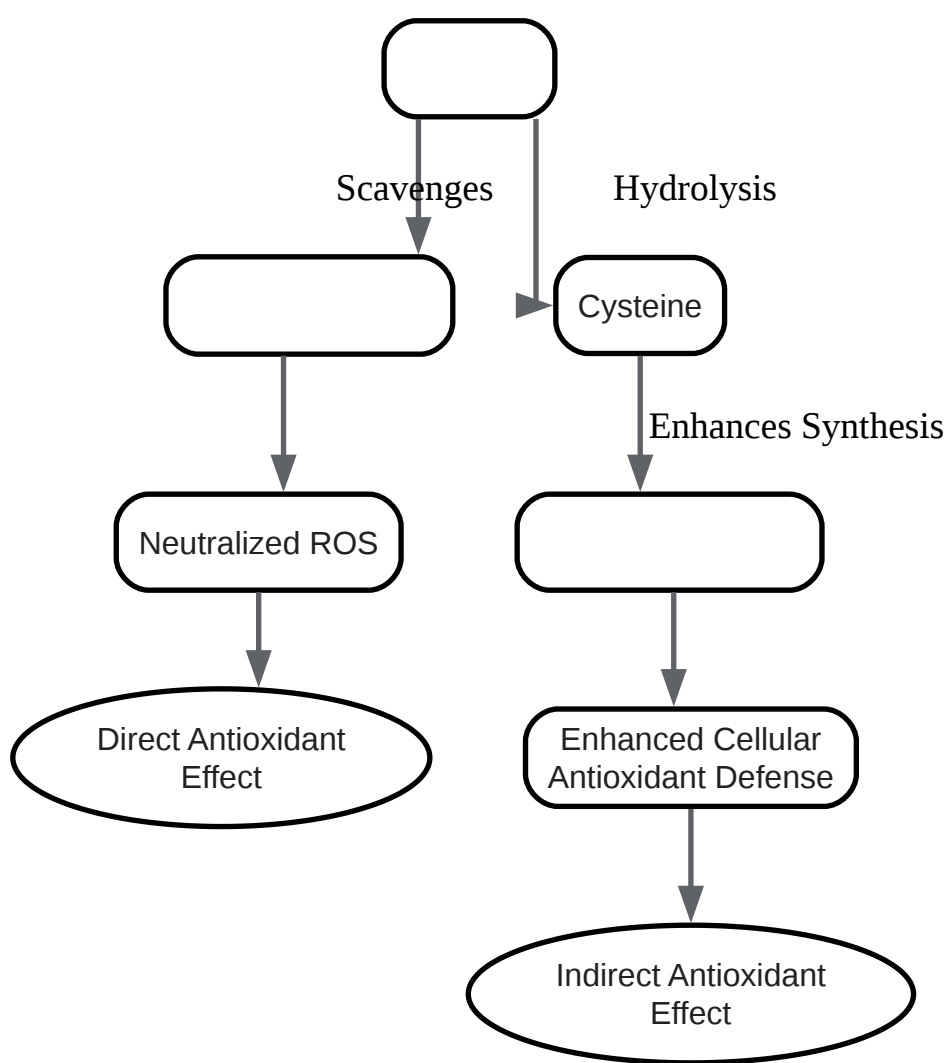 Scavenges
Hydrolysis
Cysteine
Enhances Synthesis
Neutralized ROS
Direct Antioxidant
Effect
Enhanced Cellular
Antioxidant Defense
Indirect Antioxidant
Effect